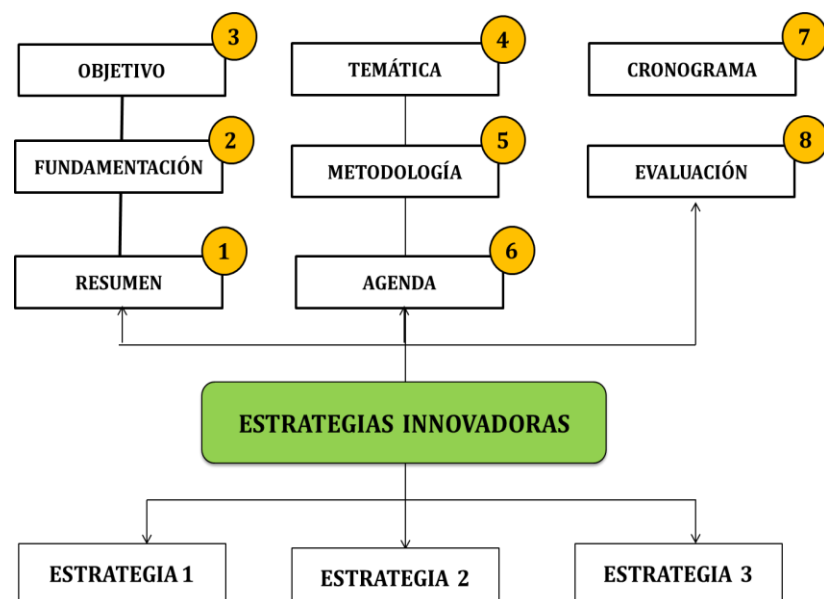 3
4
7
OBJETIVO
TEMÁTICA
CRONOGRAMA
2
5
8
FUNDAMENTACIÓN
METODOLOGÍA
EVALUACIÓN
1
6
RESUMEN
AGENDA
ESTRATEGIAS INNOVADORAS
ESTRATEGIA 1
ESTRATEGIA 2
ESTRATEGIA 3